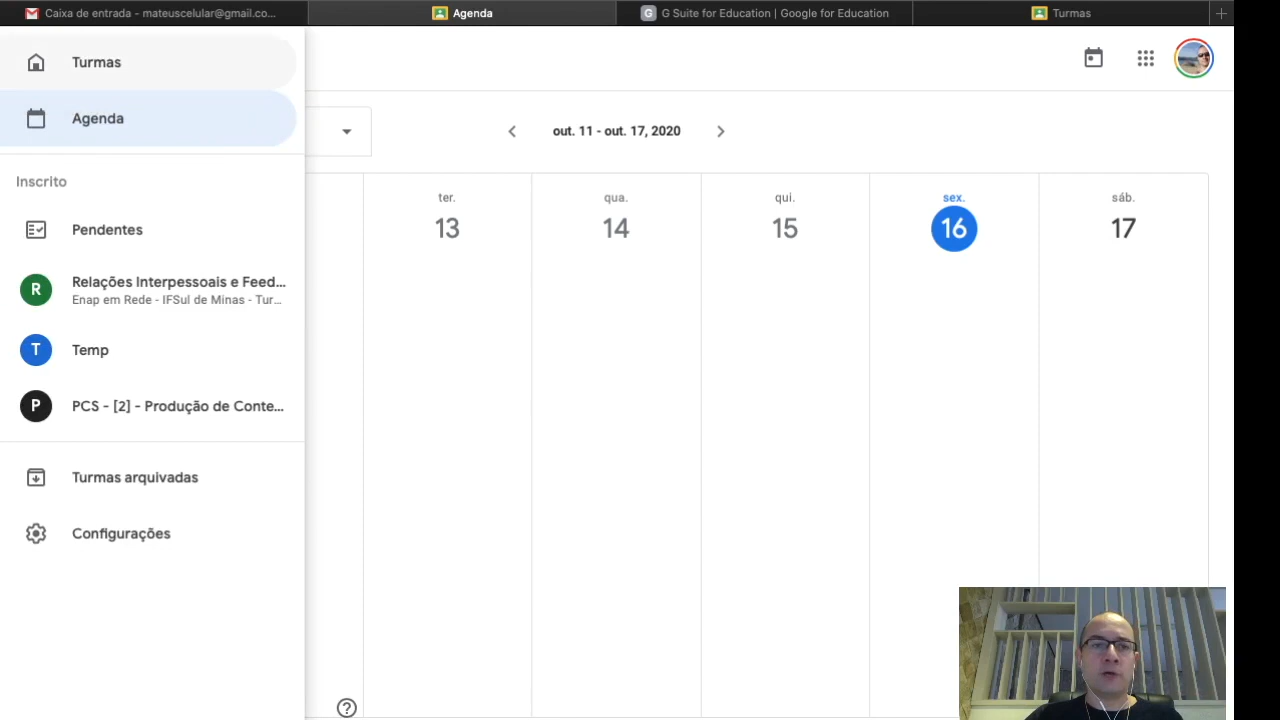 Caixa de entrada - mateuscelular@gmail.co...
Agenda
G Suite for Education | Google for Education
Turmas
Turmas
Agenda
out. 11 - out. 17, 2020
Inscrito
ter.
qua.
qui.
sex.
sáb.
13
14
15
16
17
Pendentes
R
Relações Interpessoais e Feed...
Enap em Rede - IFSul de Minas - Tur...
T
Temp
P
PCS - [2] - Produção de Conte...
Turmas arquivadas
Configurações